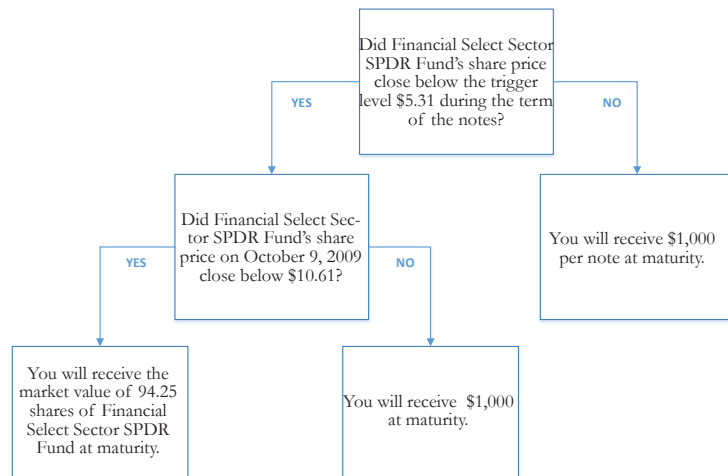 Did Financial Select Sector
SPDR Fund's share price
close below the trigger
level $5.31 during the term
of the notes?
YES
NO
Did Financial Select Sec-
tor SPDR Fund's share
price on October 9, 2009
close below $10.61?
You will receive $1,000
per note at maturity.
YES
NO
You will receive the
market value of 94.25
shares of Financial
Select Sector SPDR
Fund at maturity.
You will receive $1,000
at maturity.